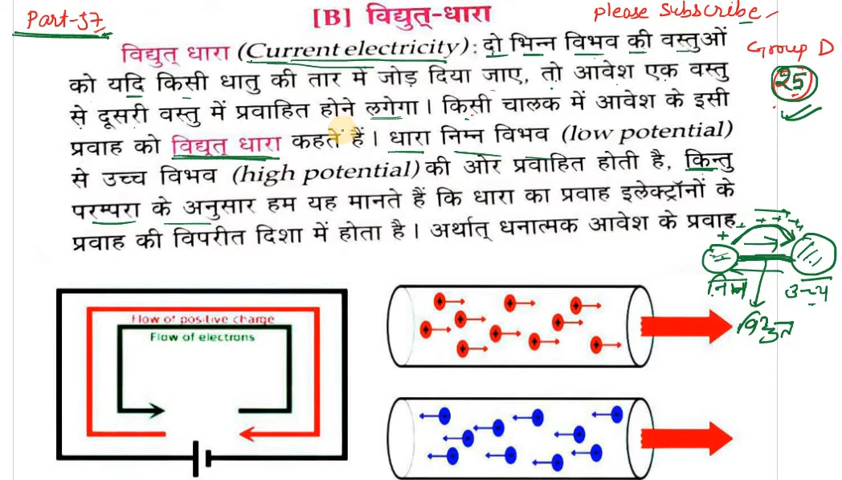 Part-57
[B] विद्युत्-धारा
please subscribe
Group D
25
विद्युत् धारा (Current electricity) : दो भिन्न विभव की वस्तुओं
को यदि किसी धातु की तार में जोड़ दिया जाए, तो आवेश एक वस्तु
से दूसरी वस्तु में प्रवाहित होने लगेगा। किसी चालक में आवेश के इसी
प्रवाह को विद्युत् धारा कहते हैं। धारा निम्न विभव (low potential)
से उच्च विभव (high potential) की ओर प्रवाहित होती है, किन्तु
परम्परा के अनुसार हम यह मानते हैं कि धारा का प्रवाह इलेक्ट्रॉनों के
प्रवाह की विपरीत दिशा में होता है। अर्थात् धनात्मक आवेश के प्रवाह
निम्न
उच्च
Flow of positive charge
Flow of electrons